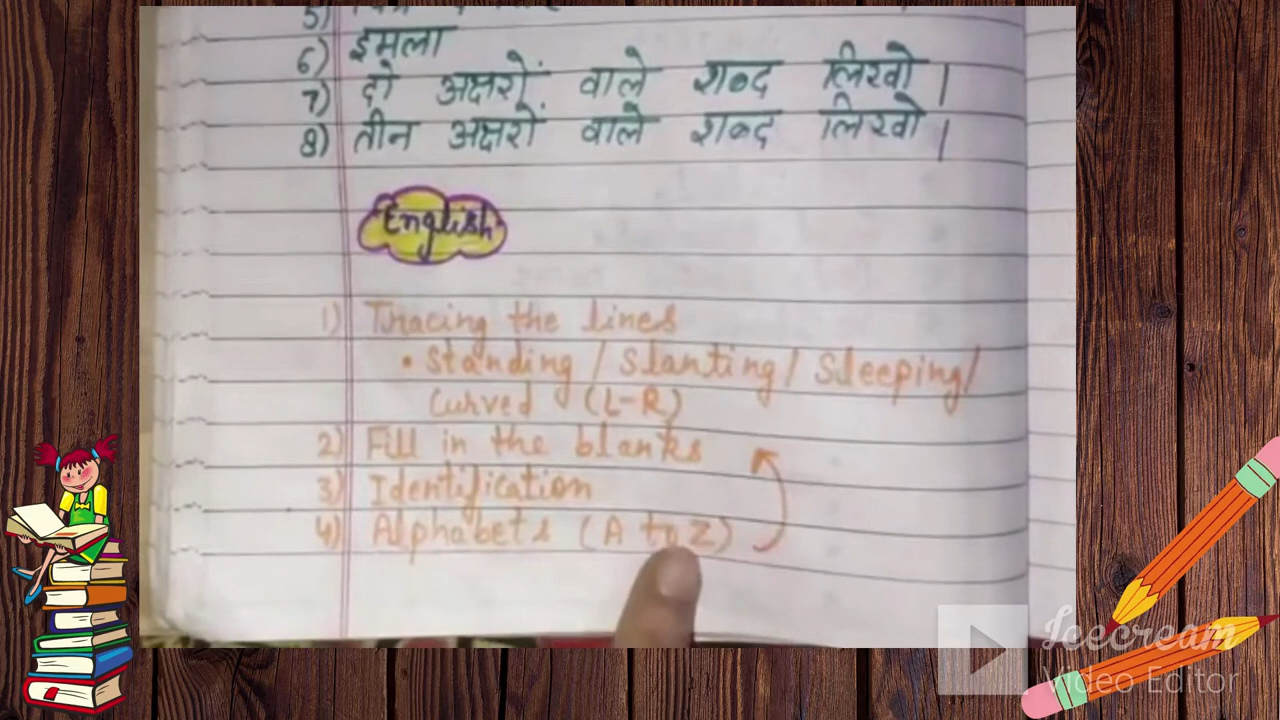 6) इमला
7) दो अक्षरों वाले शब्द लिखो।
8) तीन अक्षरों वाले शब्द लिखो।
English
1) Tracing the lines
• Standing / Slanting / Sleeping /
Curved (L-R)
2) Fill in the blanks
3) Identification
4) Alphabets (A to Z)
Icecream
Video Editor